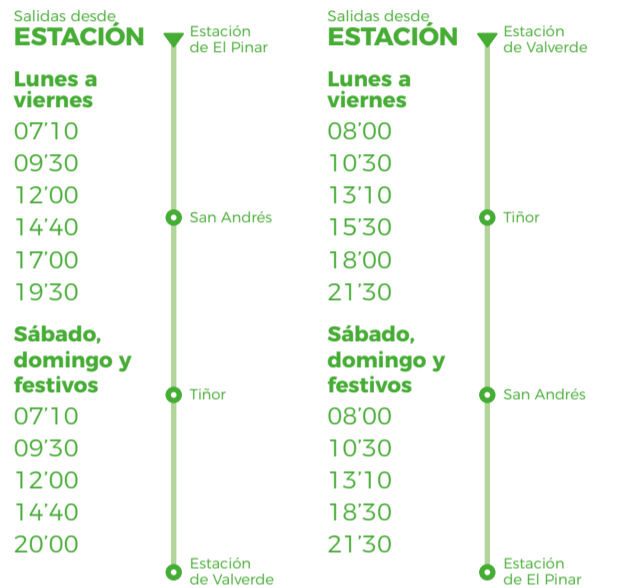 Salidas desde
ESTACIÓN
Lunes a
viernes
07’10
09’30
12’00
14’40
17’00
19’30
Sábado,
domingo y
festivos
07’10
09’30
12’00
14’40
20’00
Estación
de El Pinar
San Andrés
Tiñor
Estación
de Valverde
Salidas desde
ESTACIÓN
Lunes a
viernes
08’00
10’30
13’10
15’30
18’00
21’30
Sábado,
domingo y
festivos
08’00
10’30
13’10
18’30
21’30
Estación
de Valverde
Tiñor
San Andrés
Estación
de El Pinar